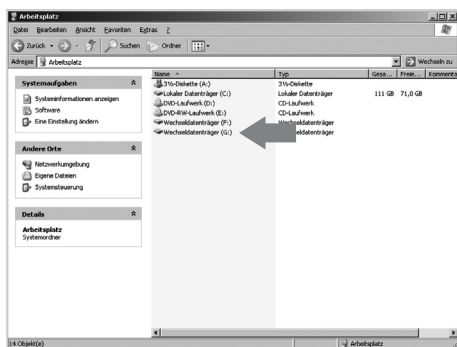 Arbeitsplatz
Datei Bearbeiten Ansicht Favoriten Extras ?
Zurück Suchen Ordner
Adresse Arbeitsplatz Wechseln zu
Name Typ Gesa... Freie... Kommenta
Systemaufgaben
Systeminformationen anzeigen
Software
Eine Einstellung ändern
Andere Orte
Netzwerkumgebung
Eigene Dateien
Systemsteuerung
Details
Arbeitsplatz
Systemordner
3½-Diskette (A:) 3½-Diskette
Lokaler Datenträger (C:) Lokaler Datenträger 111 GB 71,0 GB
DVD-Laufwerk (D:) CD-Laufwerk
DVD-RW-Laufwerk (E:) CD-Laufwerk
Wechseldatenträger (F:) Wechseldatenträger
Wechseldatenträger (G:) seldatenträger
14 Objekt(e) Arbeitsplatz